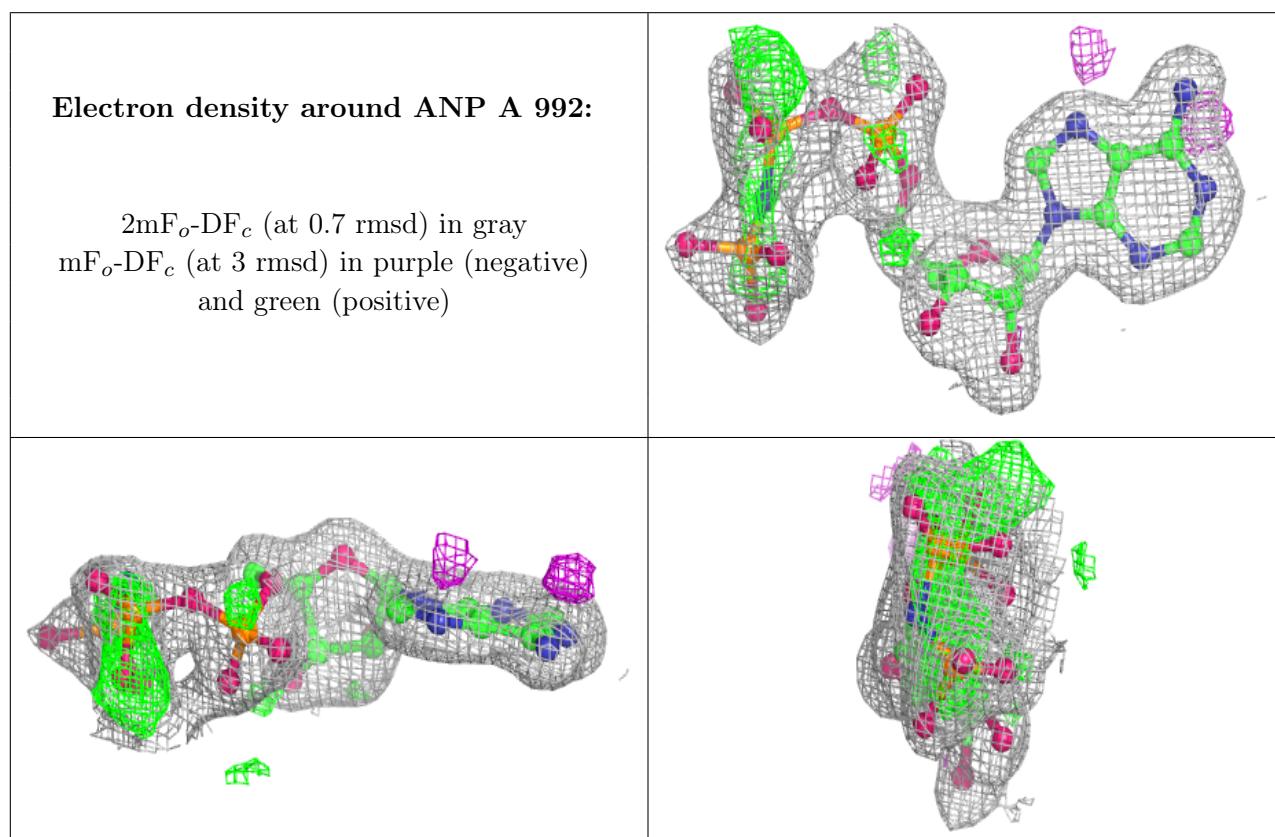 Electron density around ANP A 992:
2mFo-DFc (at 0.7 rmsd) in gray
mFo-DFc (at 3 rmsd) in purple (negative)
and green (positive)